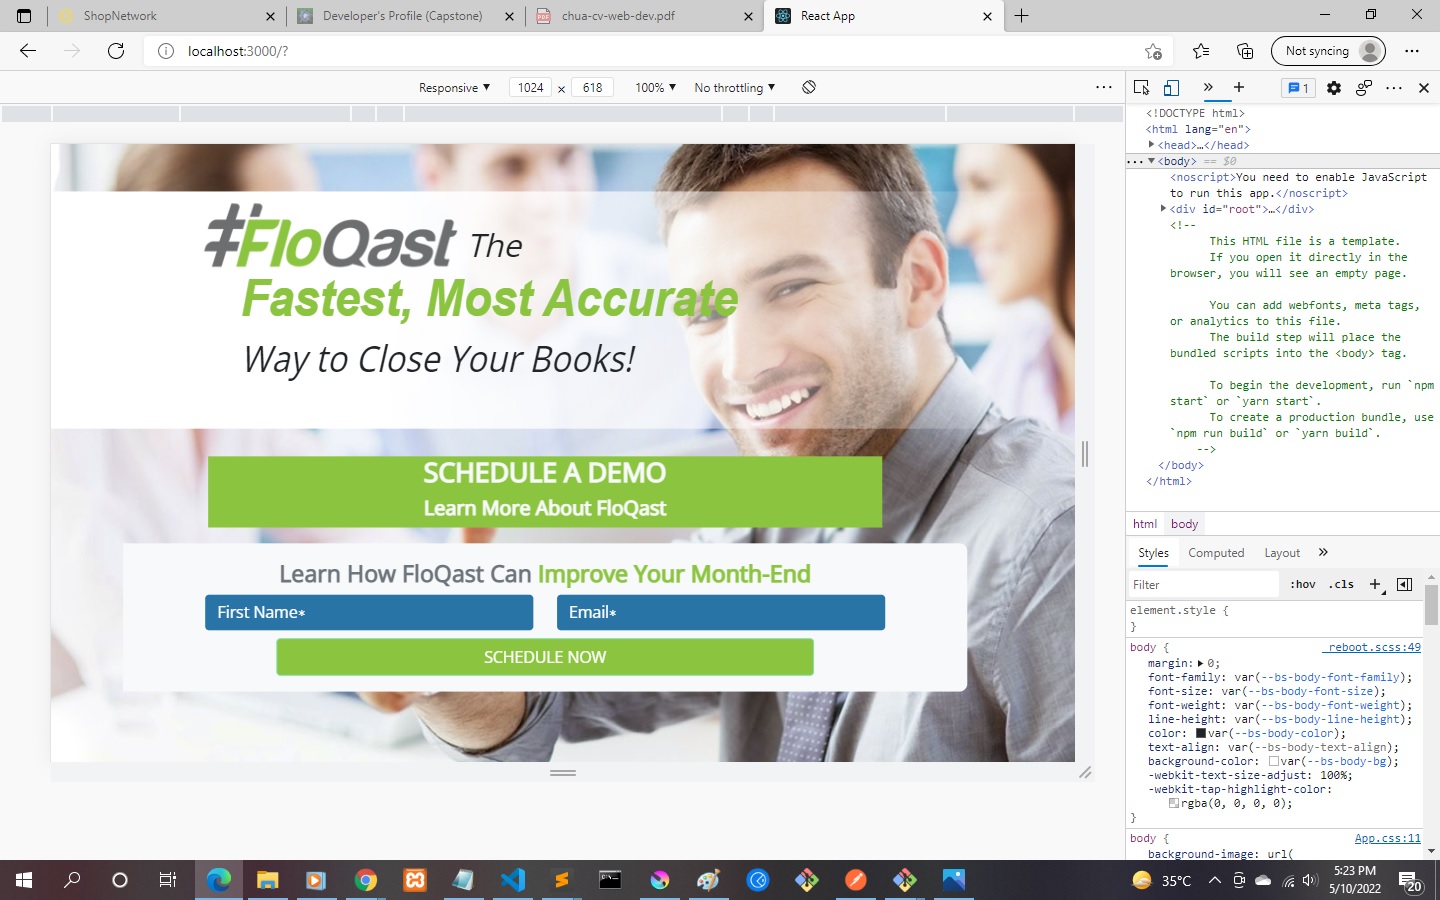 ShopNetwork
Developer's Profile (Capstone)
chua-cv-web-dev.pdf
React App
localhost:3000/?
Not syncing
Responsive
1024 x 618
100%
No throttling
1
#FloQast The
Fastest, Most Accurate
Way to Close Your Books!
SCHEDULE A DEMO
Learn More About FloQast
Learn How FloQast Can Improve Your Month-End
First Name*
Email*
SCHEDULE NOW
<!DOCTYPE html>
<html lang="en">
<head>…</head>
<body> == $0
<noscript>You need to enable JavaScript
to run this app.</noscript>
<div id="root">…</div>
<!--
This HTML file is a template.
If you open it directly in the
browser, you will see an empty page.
You can add webfonts, meta tags,
or analytics to this file.
The build step will place the
bundled scripts into the <body> tag.
To begin the development, run `npm
start` or `yarn start`.
To create a production bundle, use
`npm run build` or `yarn build`.
-->
</body>
</html>
html body
Styles Computed Layout
Filter :hov .cls
element.style {
}
body { _reboot.scss:49
margin: 0;
font-family: var(--bs-body-font-family);
font-size: var(--bs-body-font-size);
font-weight: var(--bs-body-font-weight);
line-height: var(--bs-body-line-height);
color: var(--bs-body-color);
text-align: var(--bs-body-text-align);
background-color: var(--bs-body-bg);
-webkit-text-size-adjust: 100%;
-webkit-tap-highlight-color:
rgba(0, 0, 0, 0);
}
body { App.css:11
background-image: url(
35°C
5:23 PM
5/10/2022
20